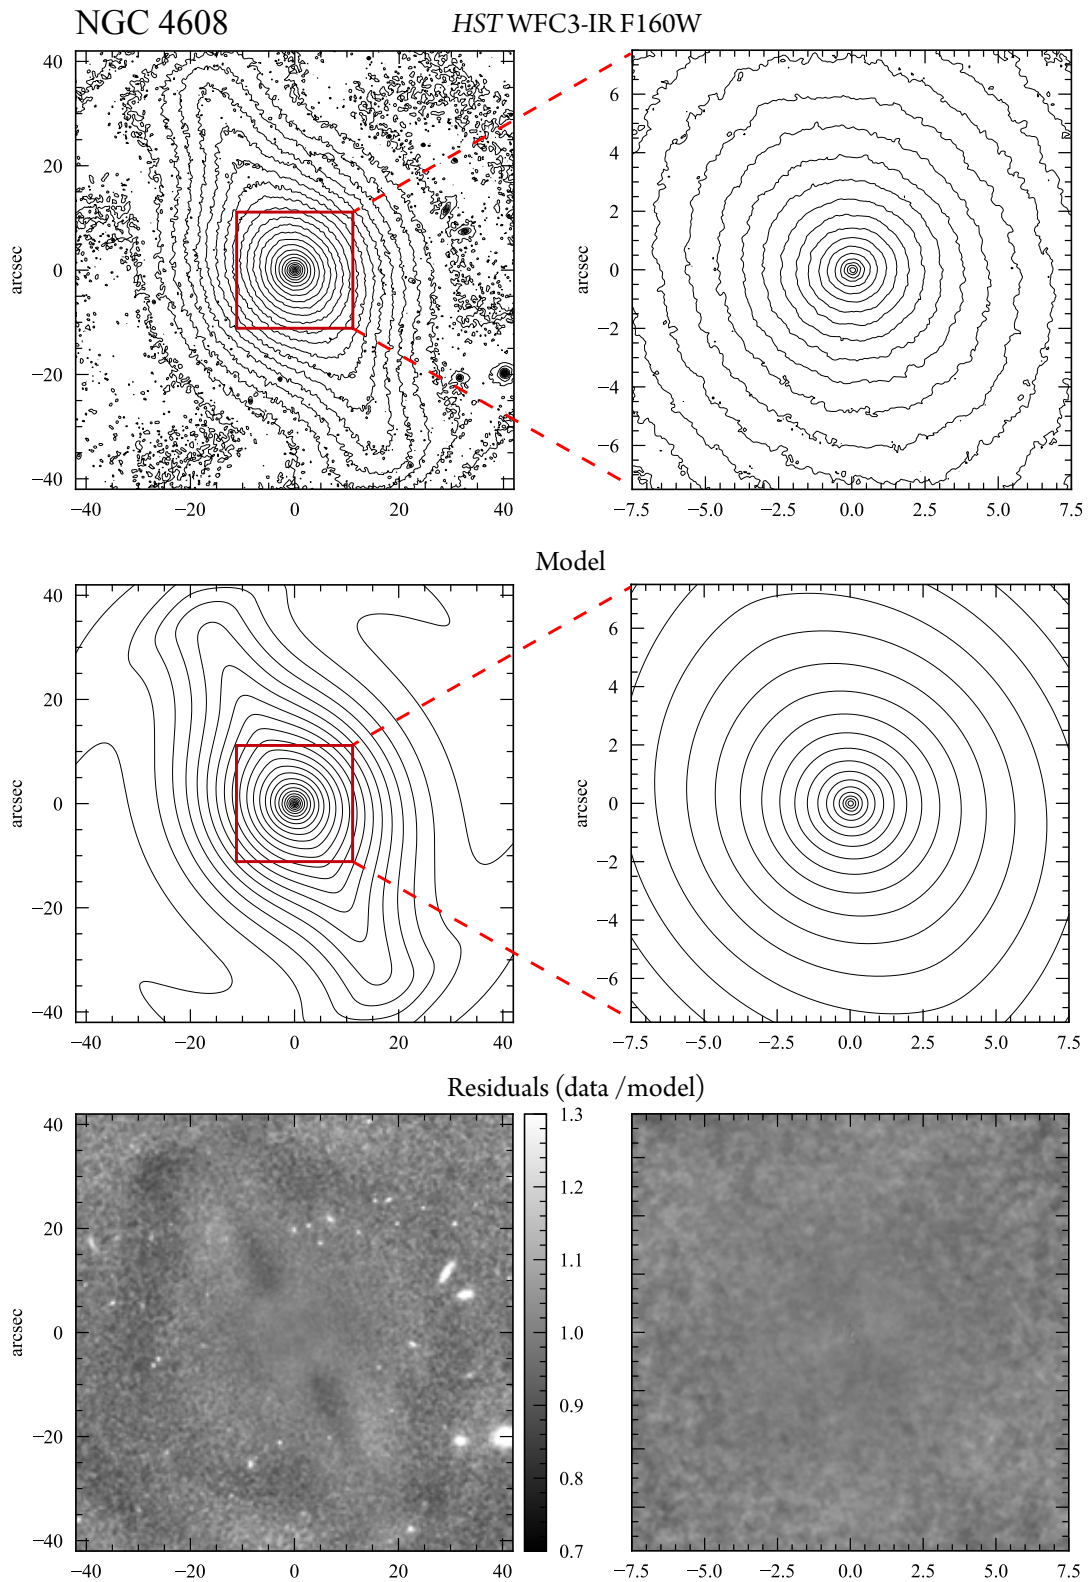 NGC 4608
HST WFC3-IR F160W
40
20
0
−20
−40
arcsec
−40 −20 0 20 40
6
4
2
0
−2
−4
−6
arcsec
−7.5 −5.0 −2.5 0.0 2.5 5.0 7.5
Model
40
20
0
−20
−40
arcsec
−40 −20 0 20 40
6
4
2
0
−2
−4
−6
arcsec
−7.5 −5.0 −2.5 0.0 2.5 5.0 7.5
Residuals (data /model)
40
20
0
−20
−40
arcsec
−40 −20 0 20 40
1.3
1.2
1.1
1.0
0.9
0.8
0.7
−7.5 −5.0 −2.5 0.0 2.5 5.0 7.5